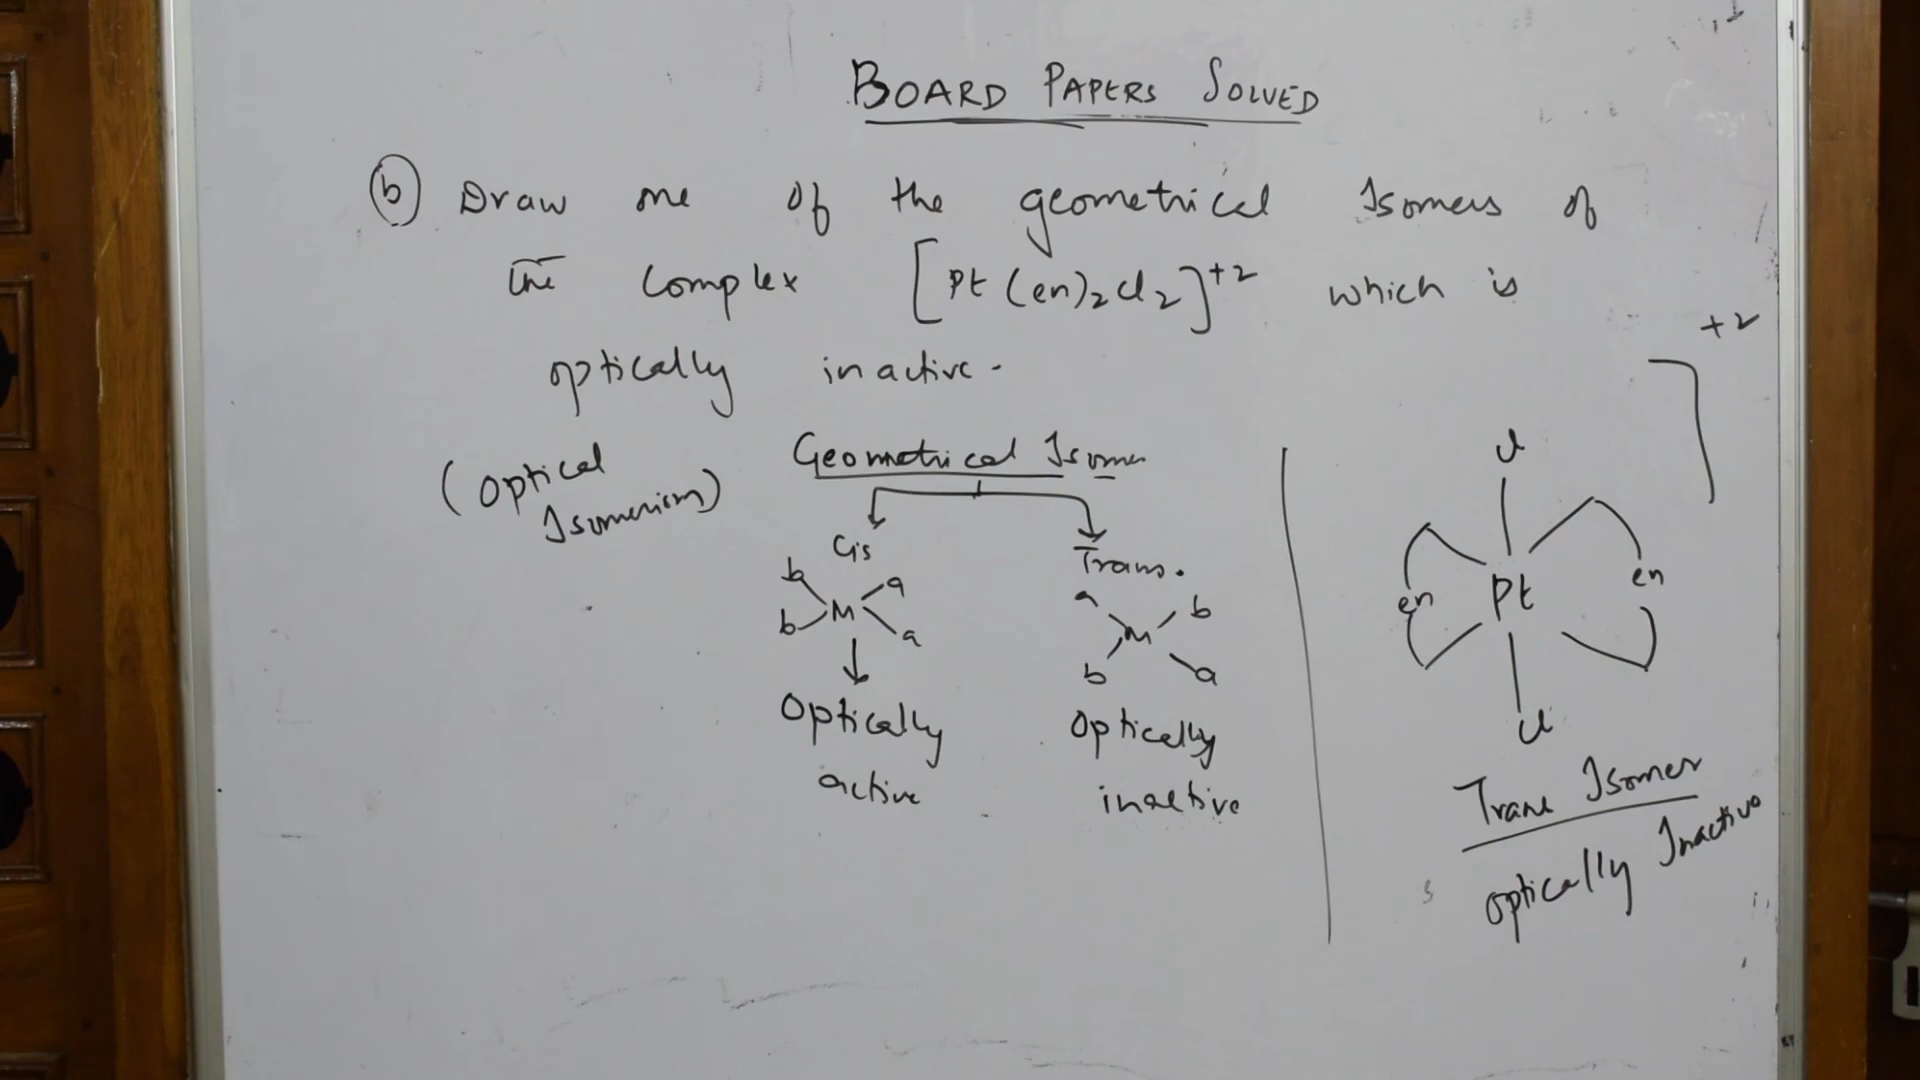 BOARD PAPERS SOLVED
(b) Draw one of the geometrical Isomers of
the complex [Pt(en)₂Cl₂]⁺² which is
optically inactive.
(Optical
Isomerism)
Geometrical Isomer
Cis
Trans.
b a
b M a
a b
M
b a
Optically
active
Optically
inactive
+2
Cl
en Pt en
Cl
Trans Isomer
optically Inactive